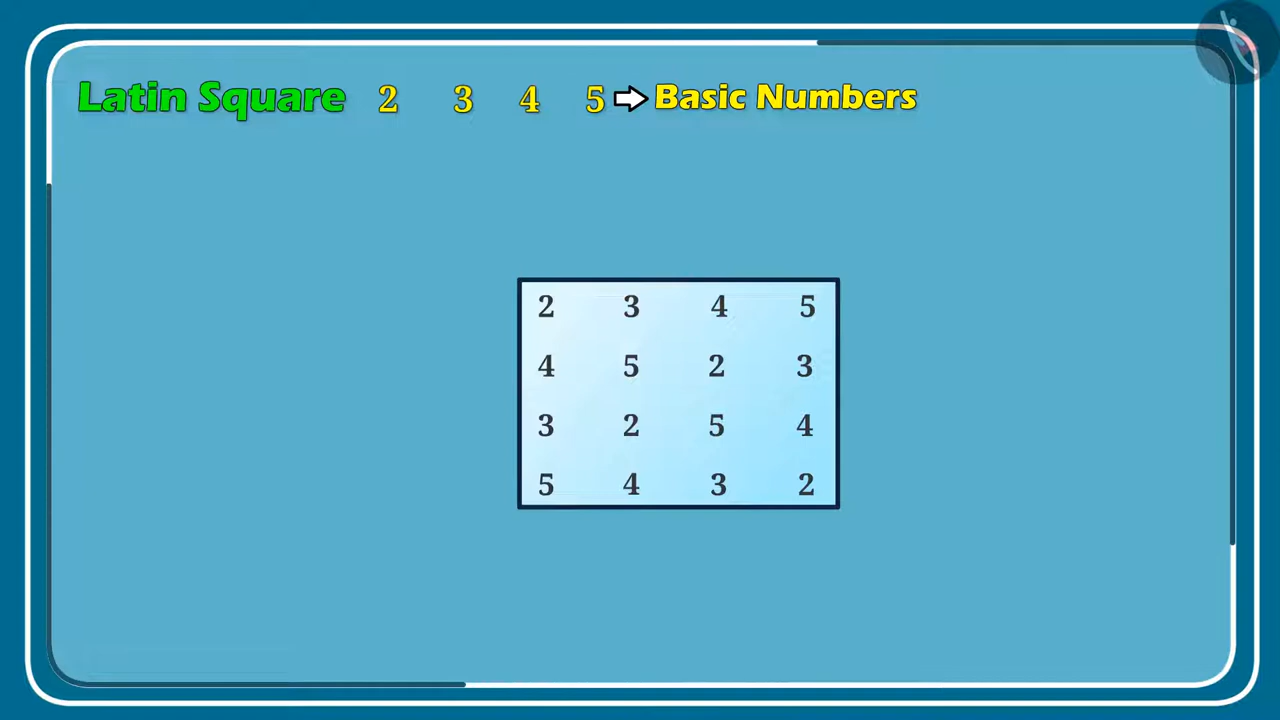 Latin Square 2 3 4 5 ⇨ Basic Numbers
2 3 4 5
4 5 2 3
3 2 5 4
5 4 3 2